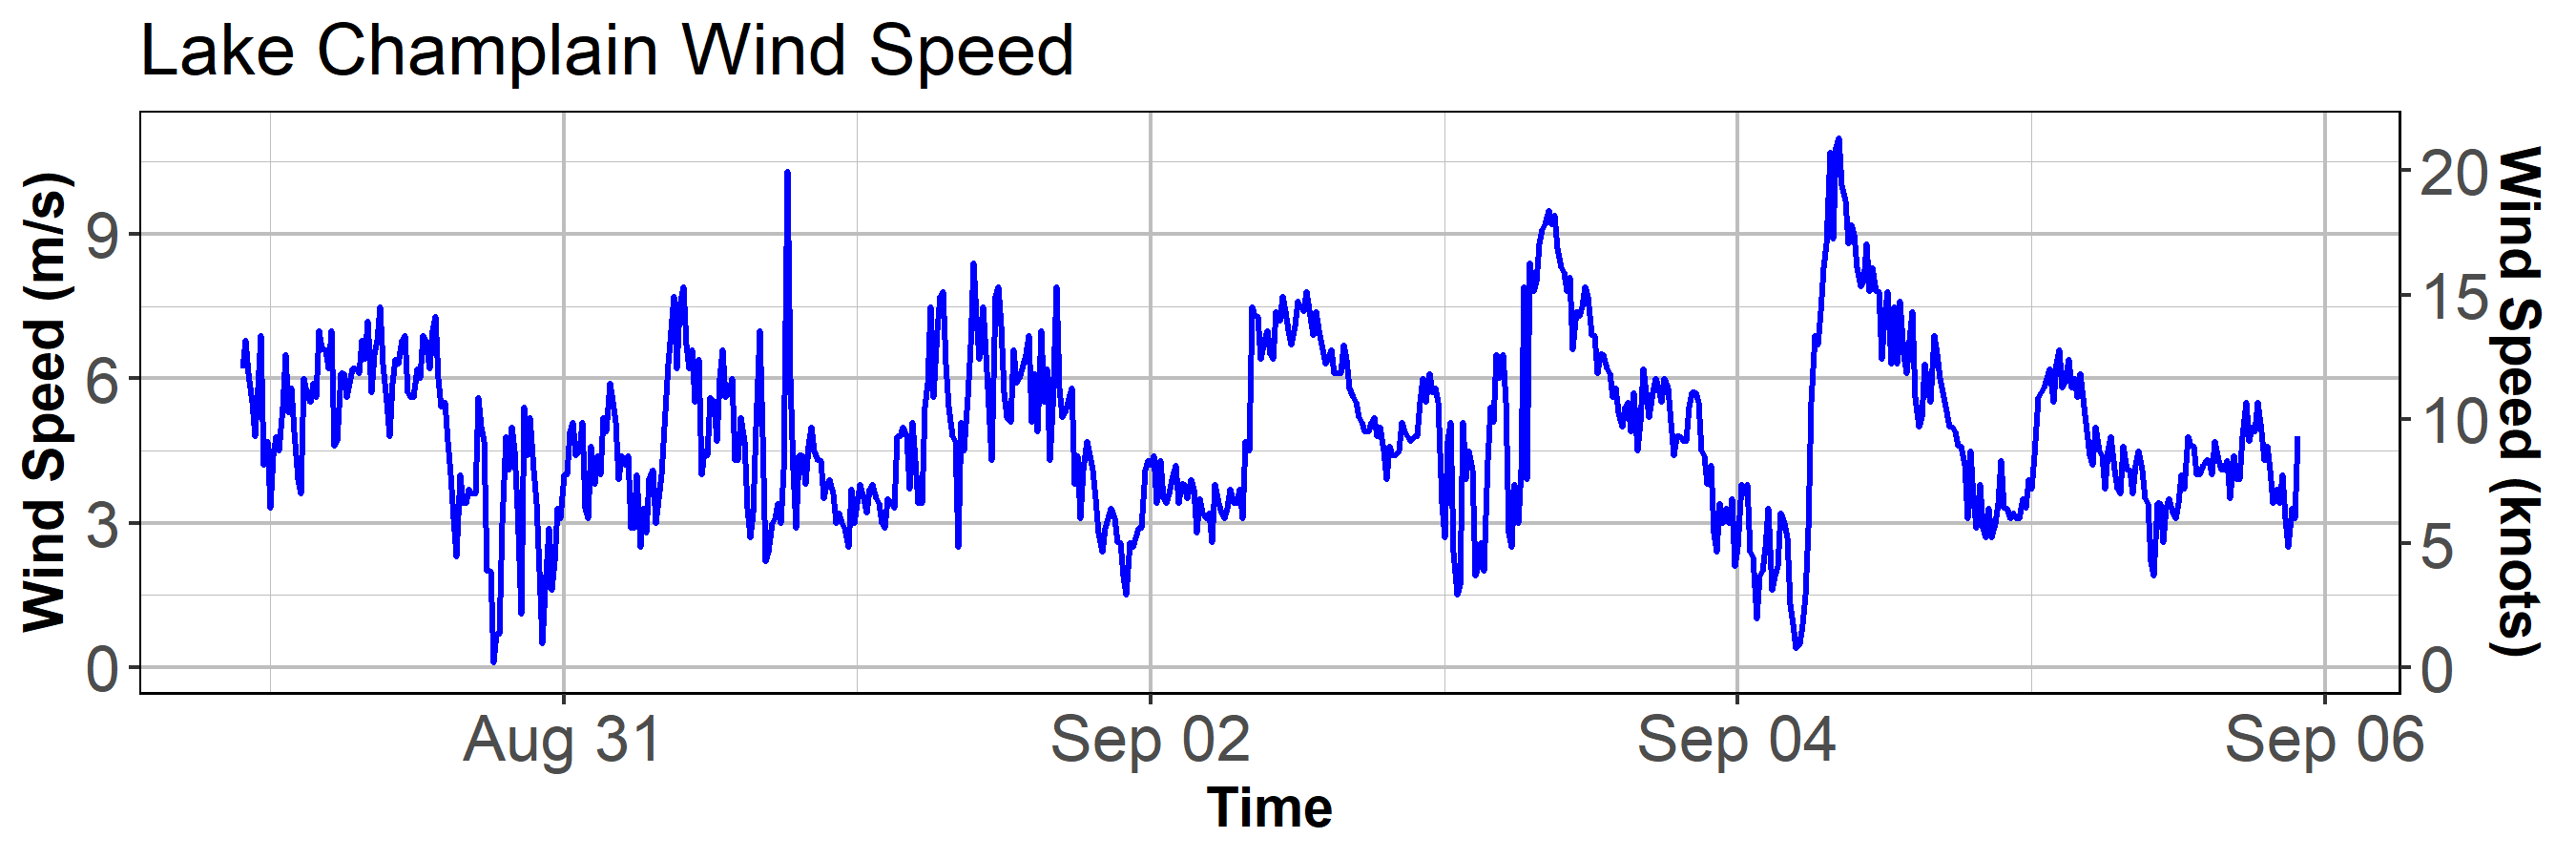 Lake Champlain Wind Speed
Wind Speed (m/s)
9
6
3
0
20
15
10
5
0
Wind Speed (knots)
Aug 31
Sep 02
Sep 04
Sep 06
Time